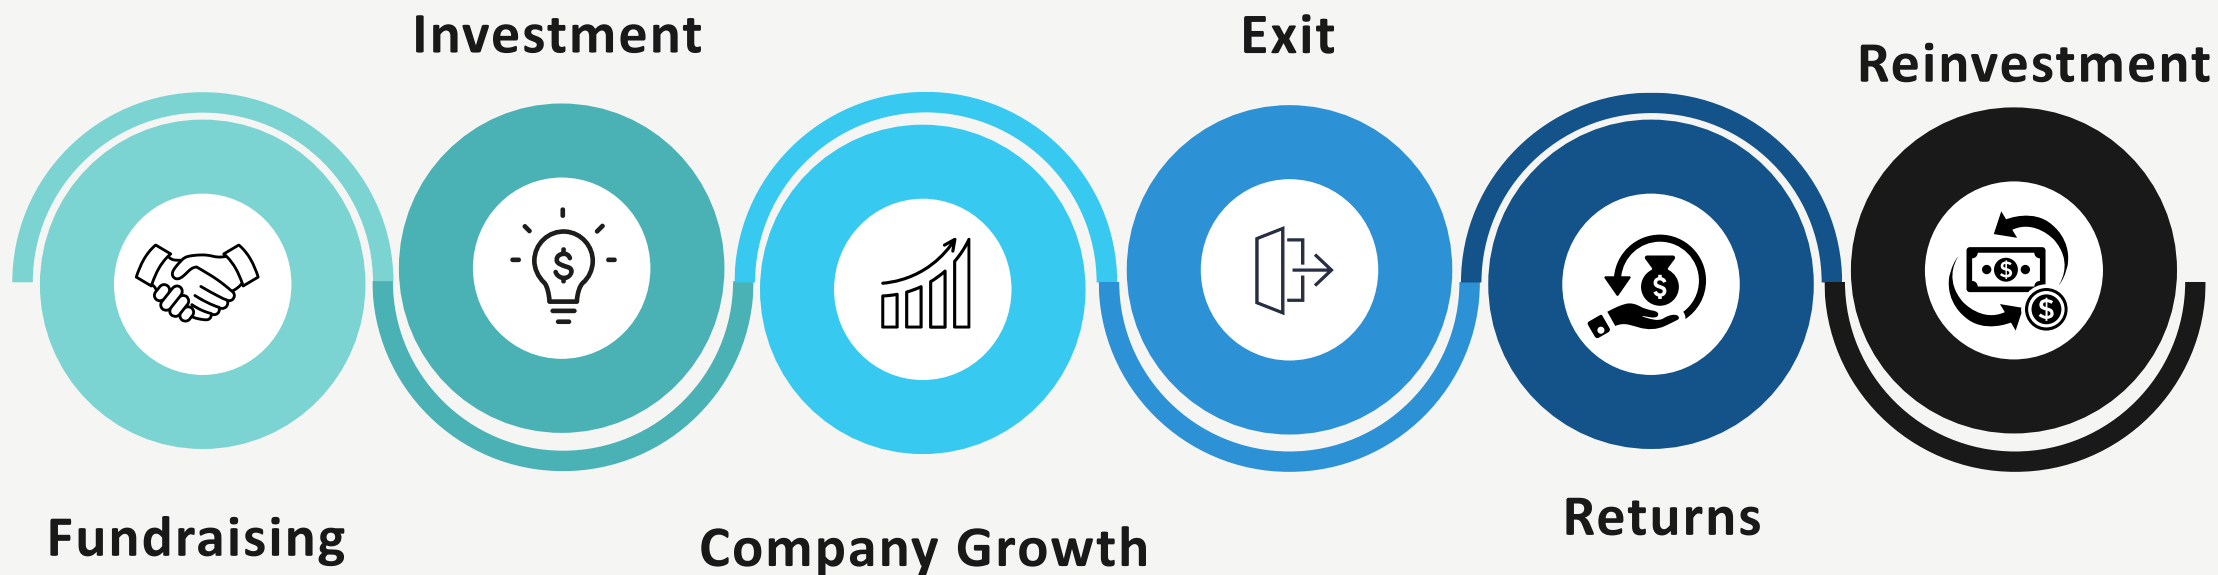 Fundraising
Investment
Company Growth
Exit
Returns
Reinvestment
$
$
$
$